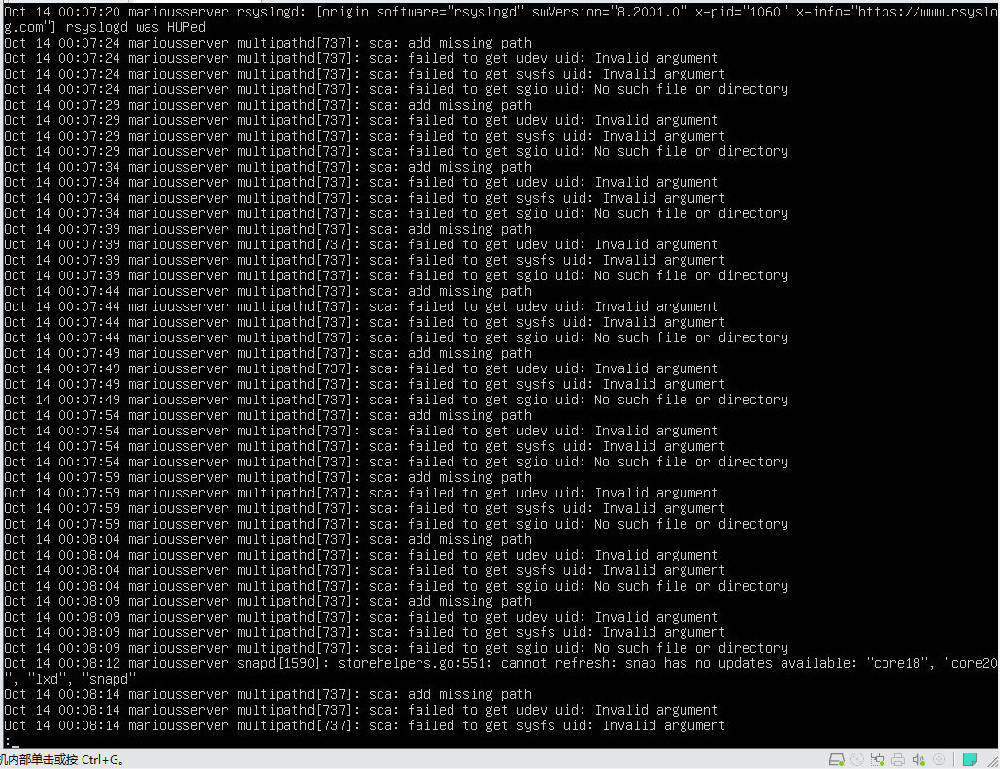 Oct 14 00:07:20 mariousserver rsyslogd: [origin software="rsyslogd" swVersion="8.2001.0" x-pid="1060" x-info="https://www.rsyslo
g.com"] rsyslogd was HUPed
Oct 14 00:07:24 mariousserver multipathd[737]: sda: add missing path
Oct 14 00:07:24 mariousserver multipathd[737]: sda: failed to get udev uid: Invalid argument
Oct 14 00:07:24 mariousserver multipathd[737]: sda: failed to get sysfs uid: Invalid argument
Oct 14 00:07:24 mariousserver multipathd[737]: sda: failed to get sgio uid: No such file or directory
Oct 14 00:07:29 mariousserver multipathd[737]: sda: add missing path
Oct 14 00:07:29 mariousserver multipathd[737]: sda: failed to get udev uid: Invalid argument
Oct 14 00:07:29 mariousserver multipathd[737]: sda: failed to get sysfs uid: Invalid argument
Oct 14 00:07:29 mariousserver multipathd[737]: sda: failed to get sgio uid: No such file or directory
Oct 14 00:07:34 mariousserver multipathd[737]: sda: add missing path
Oct 14 00:07:34 mariousserver multipathd[737]: sda: failed to get udev uid: Invalid argument
Oct 14 00:07:34 mariousserver multipathd[737]: sda: failed to get sysfs uid: Invalid argument
Oct 14 00:07:34 mariousserver multipathd[737]: sda: failed to get sgio uid: No such file or directory
Oct 14 00:07:39 mariousserver multipathd[737]: sda: add missing path
Oct 14 00:07:39 mariousserver multipathd[737]: sda: failed to get udev uid: Invalid argument
Oct 14 00:07:39 mariousserver multipathd[737]: sda: failed to get sysfs uid: Invalid argument
Oct 14 00:07:39 mariousserver multipathd[737]: sda: failed to get sgio uid: No such file or directory
Oct 14 00:07:44 mariousserver multipathd[737]: sda: add missing path
Oct 14 00:07:44 mariousserver multipathd[737]: sda: failed to get udev uid: Invalid argument
Oct 14 00:07:44 mariousserver multipathd[737]: sda: failed to get sysfs uid: Invalid argument
Oct 14 00:07:44 mariousserver multipathd[737]: sda: failed to get sgio uid: No such file or directory
Oct 14 00:07:49 mariousserver multipathd[737]: sda: add missing path
Oct 14 00:07:49 mariousserver multipathd[737]: sda: failed to get udev uid: Invalid argument
Oct 14 00:07:49 mariousserver multipathd[737]: sda: failed to get sysfs uid: Invalid argument
Oct 14 00:07:49 mariousserver multipathd[737]: sda: failed to get sgio uid: No such file or directory
Oct 14 00:07:54 mariousserver multipathd[737]: sda: add missing path
Oct 14 00:07:54 mariousserver multipathd[737]: sda: failed to get udev uid: Invalid argument
Oct 14 00:07:54 mariousserver multipathd[737]: sda: failed to get sysfs uid: Invalid argument
Oct 14 00:07:54 mariousserver multipathd[737]: sda: failed to get sgio uid: No such file or directory
Oct 14 00:07:59 mariousserver multipathd[737]: sda: add missing path
Oct 14 00:07:59 mariousserver multipathd[737]: sda: failed to get udev uid: Invalid argument
Oct 14 00:07:59 mariousserver multipathd[737]: sda: failed to get sysfs uid: Invalid argument
Oct 14 00:07:59 mariousserver multipathd[737]: sda: failed to get sgio uid: No such file or directory
Oct 14 00:08:04 mariousserver multipathd[737]: sda: add missing path
Oct 14 00:08:04 mariousserver multipathd[737]: sda: failed to get udev uid: Invalid argument
Oct 14 00:08:04 mariousserver multipathd[737]: sda: failed to get sysfs uid: Invalid argument
Oct 14 00:08:04 mariousserver multipathd[737]: sda: failed to get sgio uid: No such file or directory
Oct 14 00:08:09 mariousserver multipathd[737]: sda: add missing path
Oct 14 00:08:09 mariousserver multipathd[737]: sda: failed to get udev uid: Invalid argument
Oct 14 00:08:09 mariousserver multipathd[737]: sda: failed to get sysfs uid: Invalid argument
Oct 14 00:08:09 mariousserver multipathd[737]: sda: failed to get sgio uid: No such file or directory
Oct 14 00:08:12 mariousserver snapd[1590]: storehelpers.go:551: cannot refresh: snap has no updates available: "core18", "core20
", "lxd", "snapd"
Oct 14 00:08:14 mariousserver multipathd[737]: sda: add missing path
Oct 14 00:08:14 mariousserver multipathd[737]: sda: failed to get udev uid: Invalid argument
Oct 14 00:08:14 mariousserver multipathd[737]: sda: failed to get sysfs uid: Invalid argument
:_
机内部单击或按 Ctrl+G。